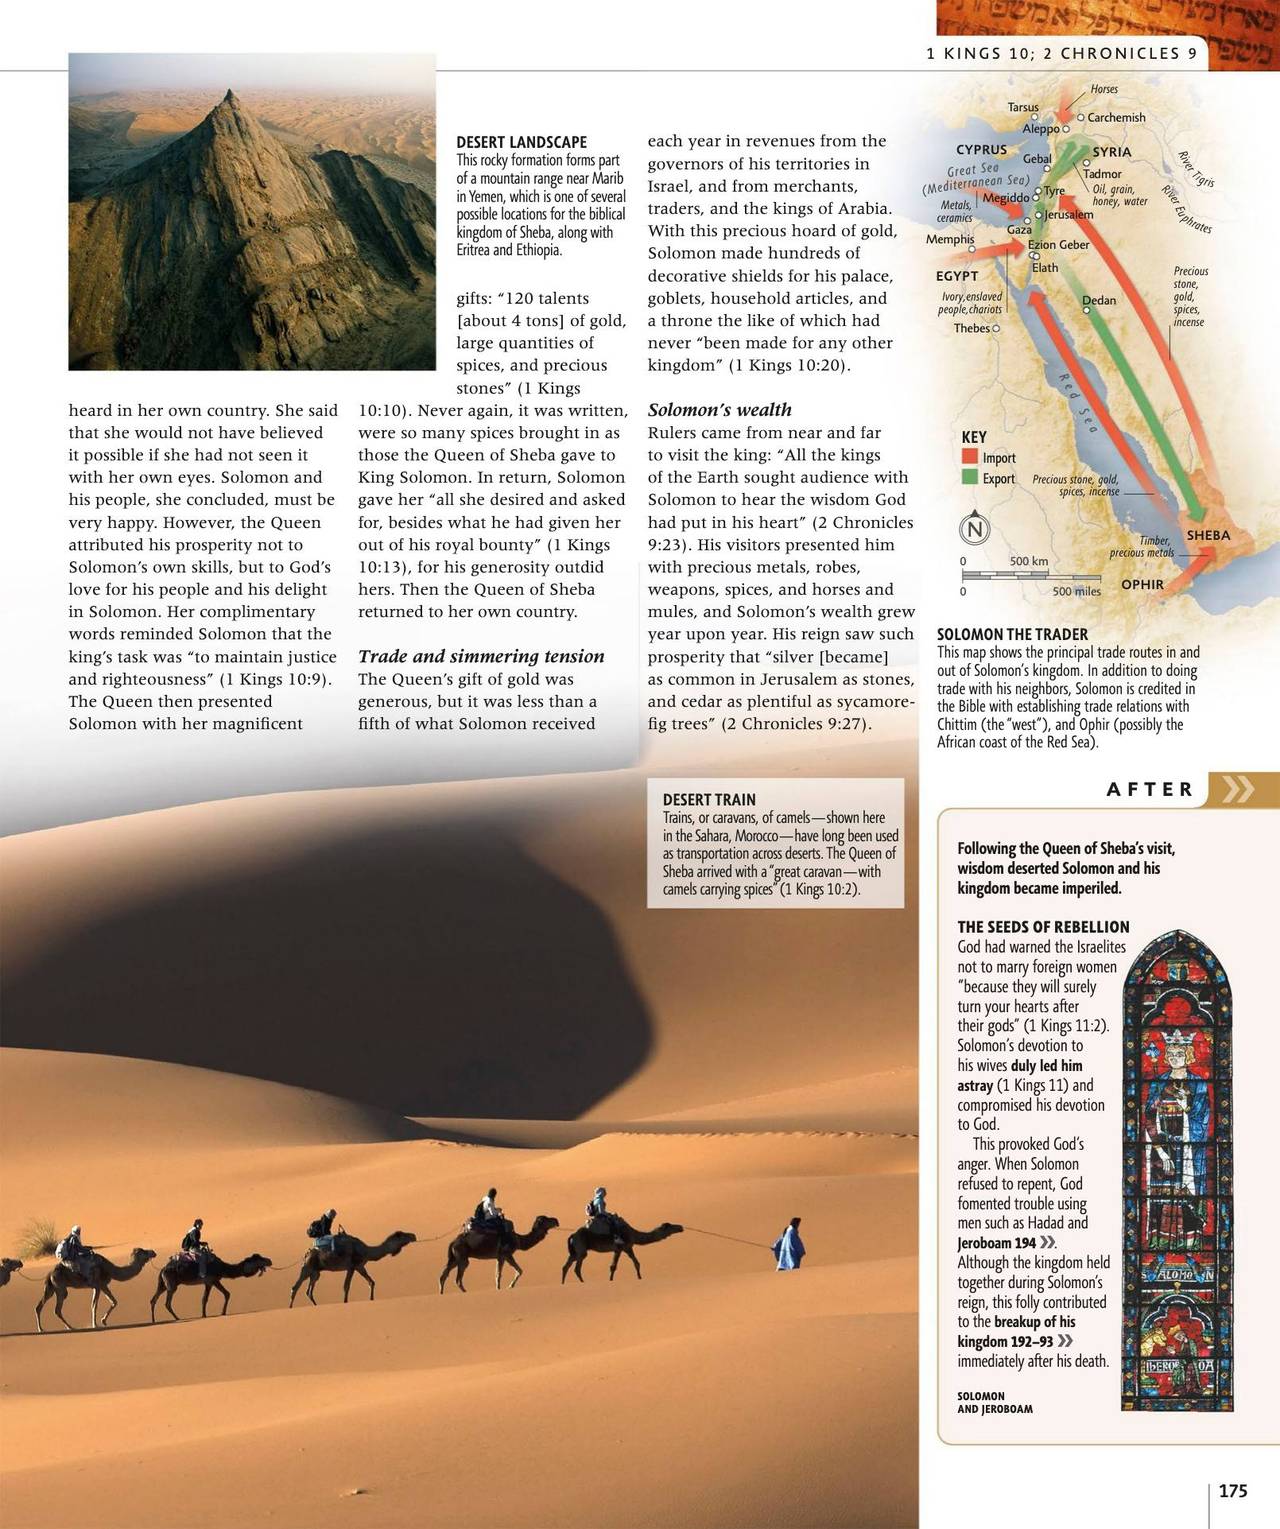 1 KINGS 10; 2 CHRONICLES 9
DESERT LANDSCAPE
This rocky formation forms part
of a mountain range near Marib
in Yemen, which is one of several
possible locations for the biblical
kingdom of Sheba, along with
Eritrea and Ethiopia.
heard in her own country. She said
that she would not have believed
it possible if she had not seen it
with her own eyes. Solomon and
his people, she concluded, must be
very happy. However, the Queen
attributed his prosperity not to
Solomon’s own skills, but to God’s
love for his people and his delight
in Solomon. Her complimentary
words reminded Solomon that the
king’s task was “to maintain justice
and righteousness” (1 Kings 10:9).
The Queen then presented
Solomon with her magnificent
gifts: “120 talents
[about 4 tons] of gold,
large quantities of
spices, and precious
stones” (1 Kings
10:10). Never again, it was written,
were so many spices brought in as
those the Queen of Sheba gave to
King Solomon. In return, Solomon
gave her “all she desired and asked
for, besides what he had given her
out of his royal bounty” (1 Kings
10:13), for his generosity outdid
hers. Then the Queen of Sheba
returned to her own country.
Trade and simmering tension
The Queen’s gift of gold was
generous, but it was less than a
fifth of what Solomon received
each year in revenues from the
governors of his territories in
Israel, and from merchants,
traders, and the kings of Arabia.
With this precious hoard of gold,
Solomon made hundreds of
decorative shields for his palace,
goblets, household articles, and
a throne the like of which had
never “been made for any other
kingdom” (1 Kings 10:20).
Solomon’s wealth
Rulers came from near and far
to visit the king: “All the kings
of the Earth sought audience with
Solomon to hear the wisdom God
had put in his heart” (2 Chronicles
9:23). His visitors presented him
with precious metals, robes,
weapons, spices, and horses and
mules, and Solomon’s wealth grew
year upon year. His reign saw such
prosperity that “silver [became]
as common in Jerusalem as stones,
and cedar as plentiful as sycamore-
fig trees” (2 Chronicles 9:27).
DESERT TRAIN
Trains, or caravans, of camels—shown here
in the Sahara, Morocco—have long been used
as transportation across deserts. The Queen of
Sheba arrived with a “great caravan—with
camels carrying spices” (1 Kings 10:2).
Horses
Tarsus
Carchemish
Aleppo
CYPRUS
Gebal
SYRIA
Great Sea
(Mediterranean Sea)
Tadmor
River Tigris
River Euphrates
Oil, grain,
honey, water
Tyre
Megiddo
Metals,
ceramics
Jerusalem
Gaza
Memphis
Ezion Geber
Elath
EGYPT
Ivory, enslaved
people, chariots
Dedan
Thebes
Precious
stone,
gold,
spices,
incense
Red Sea
KEY
Import
Export
Precious stone, gold,
spices, incense
N
SHEBA
Timber,
precious metals
OPHIR
0 500 km
0 500 miles
SOLOMON THE TRADER
This map shows the principal trade routes in and
out of Solomon’s kingdom. In addition to doing
trade with his neighbors, Solomon is credited in
the Bible with establishing trade relations with
Chittim (the “west”), and Ophir (possibly the
African coast of the Red Sea).
AFTER
Following the Queen of Sheba’s visit,
wisdom deserted Solomon and his
kingdom became imperiled.
THE SEEDS OF REBELLION
God had warned the Israelites
not to marry foreign women
“because they will surely
turn your hearts after
their gods” (1 Kings 11:2).
Solomon’s devotion to
his wives duly led him
astray (1 Kings 11) and
compromised his devotion
to God.
This provoked God’s
anger. When Solomon
refused to repent, God
fomented trouble using
men such as Hadad and
Jeroboam 194 ».
Although the kingdom held
together during Solomon’s
reign, this folly contributed
to the breakup of his
kingdom 192–93 »
immediately after his death.
SOLOMON
AND JEROBOAM
175